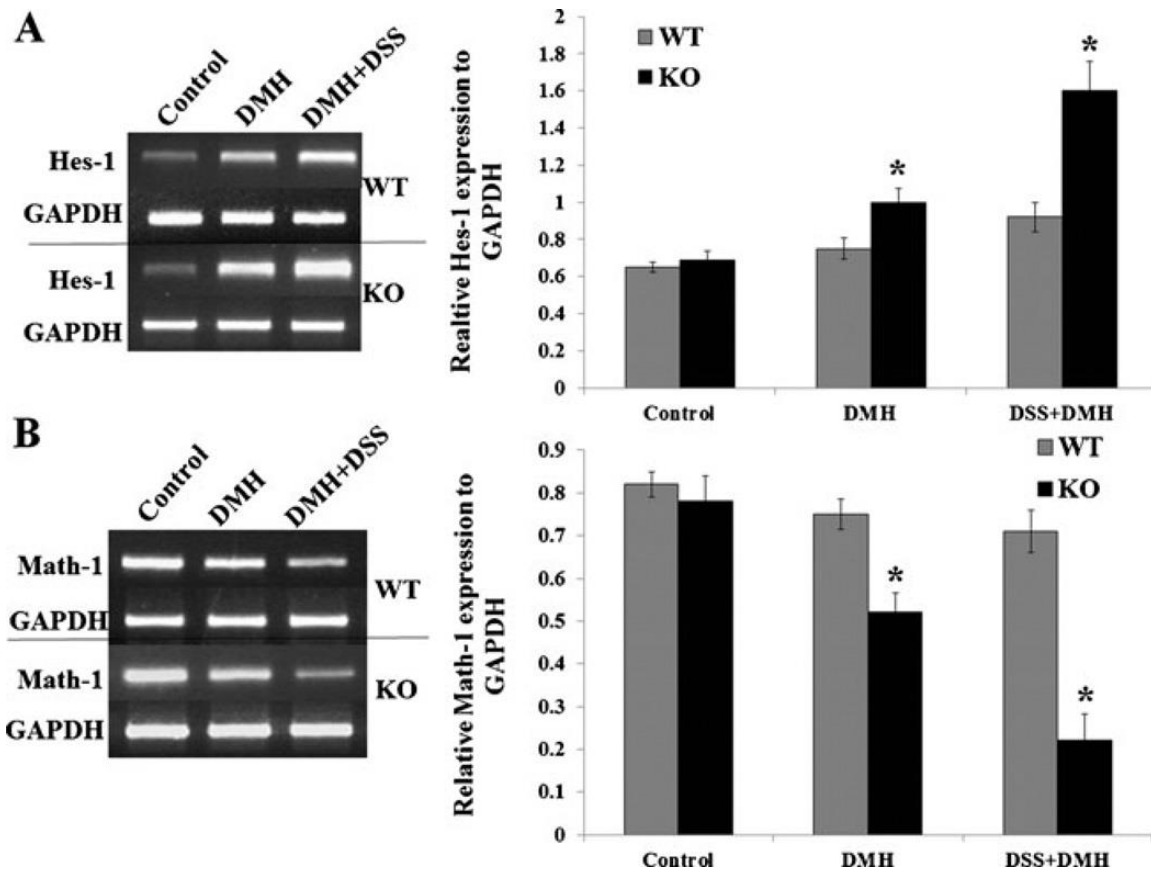 A
Control
DMH
DMH+DSS
Hes-1
WT
GAPDH
Hes-1
KO
GAPDH
Realtive Hes-1 expression to
GAPDH
2
1.8
1.6
1.4
1.2
1
0.8
0.6
0.4
0.2
0
WT
KO
*
*
Control
DMH
DSS+DMH
B
Control
DMH
DMH+DSS
Math-1
WT
GAPDH
Math-1
KO
GAPDH
Relative Math-1 expression to
GAPDH
0.9
0.8
0.7
0.6
0.5
0.4
0.3
0.2
0.1
0
WT
KO
*
*
Control
DMH
DSS+DMH